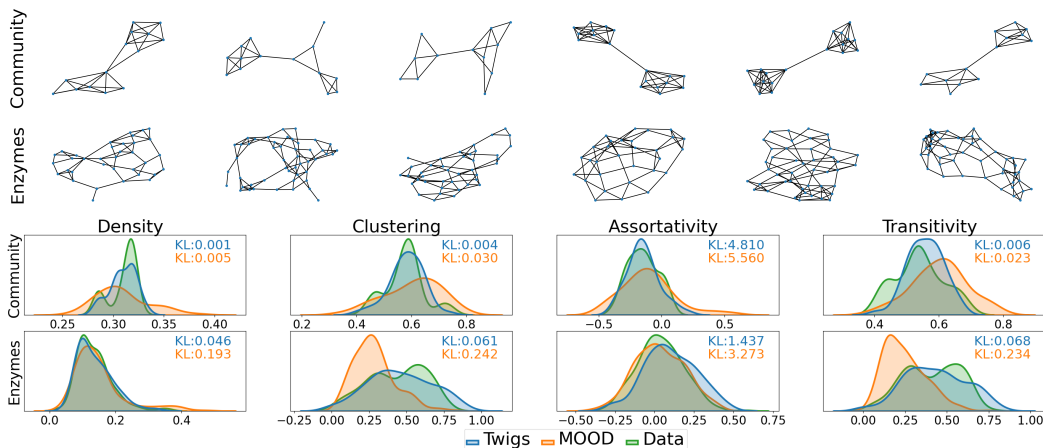 Community
Enzymes
Density Clustering Assortativity Transitivity
Community
KL:0.001 KL:0.004 KL:4.810 KL:0.006
KL:0.005 KL:0.030 KL:5.560 KL:0.023
0.25 0.30 0.35 0.40 0.2 0.4 0.6 0.8 −0.5 0.0 0.5 0.4 0.6 0.8
Enzymes
KL:0.046 KL:0.061 KL:1.437 KL:0.068
KL:0.193 KL:0.242 KL:3.273 KL:0.234
0.0 0.2 0.4 −0.25 0.00 0.25 0.50 0.75 1.00 −0.50 −0.25 0.00 0.25 0.50 0.75 0.00 0.25 0.50 0.75 1.00
Twigs MOOD Data